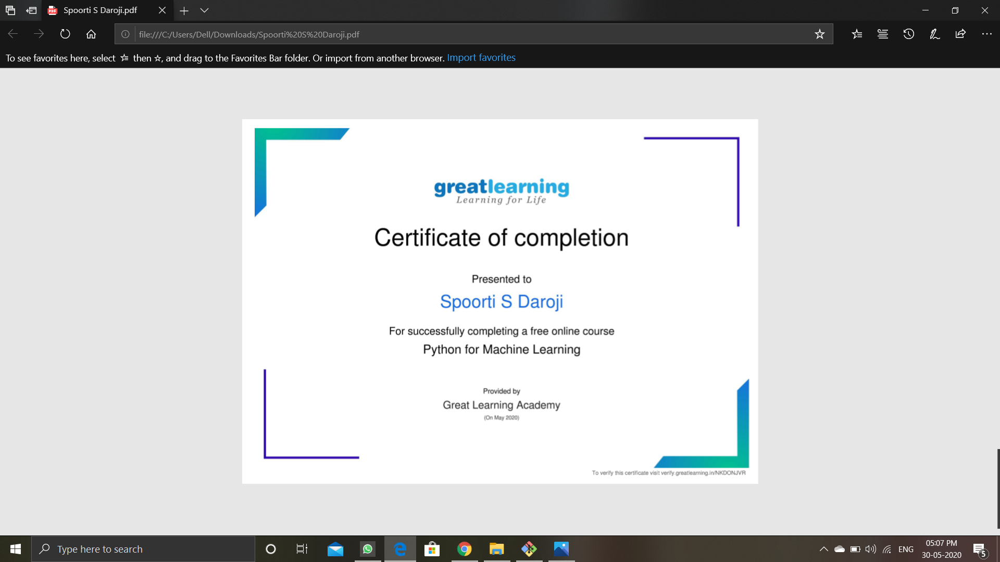 Spoorti S Daroji.pdf
file:///C:/Users/Dell/Downloads/Spoorti%20S%20Daroji.pdf
To see favorites here, select then , and drag to the Favorites Bar folder. Or import from another browser. Import favorites
greatlearning
Learning for Life
Certificate of completion
Presented to
Spoorti S Daroji
For successfully completing a free online course
Python for Machine Learning
Provided by
Great Learning Academy
(On May 2020)
To verify this certificate visit verify.greatlearning.in/NKDONJVR
Type here to search
ENG
05:07 PM
30-05-2020
5